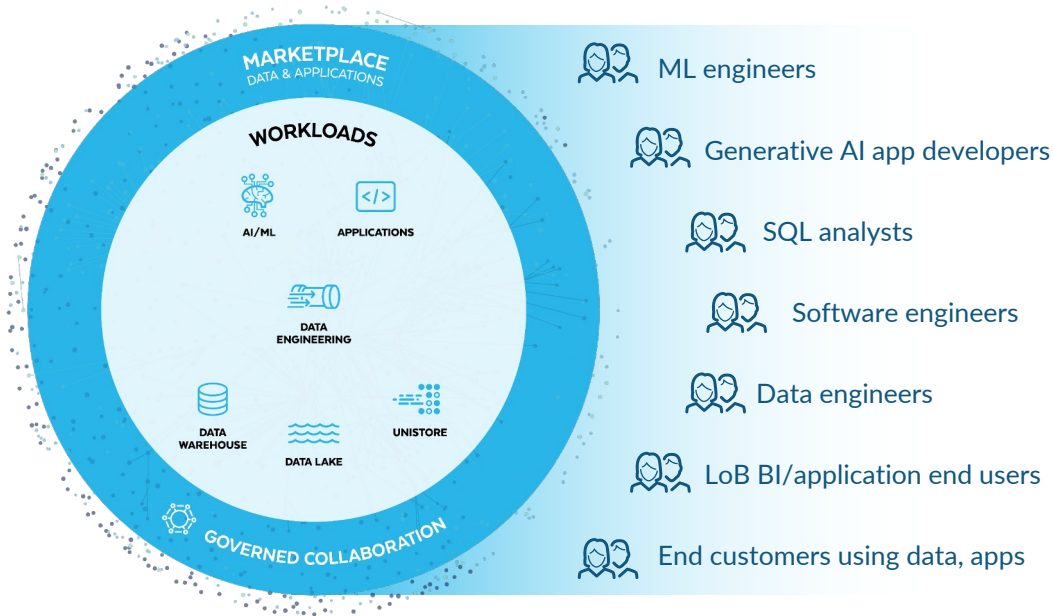 MARKETPLACE
DATA & APPLICATIONS
WORKLOADS
AI/ML
APPLICATIONS
DATA
ENGINEERING
DATA
WAREHOUSE
DATA LAKE
UNISTORE
GOVERNED COLLABORATION
ML engineers
Generative AI app developers
SQL analysts
Software engineers
Data engineers
LoB BI/application end users
End customers using data, apps